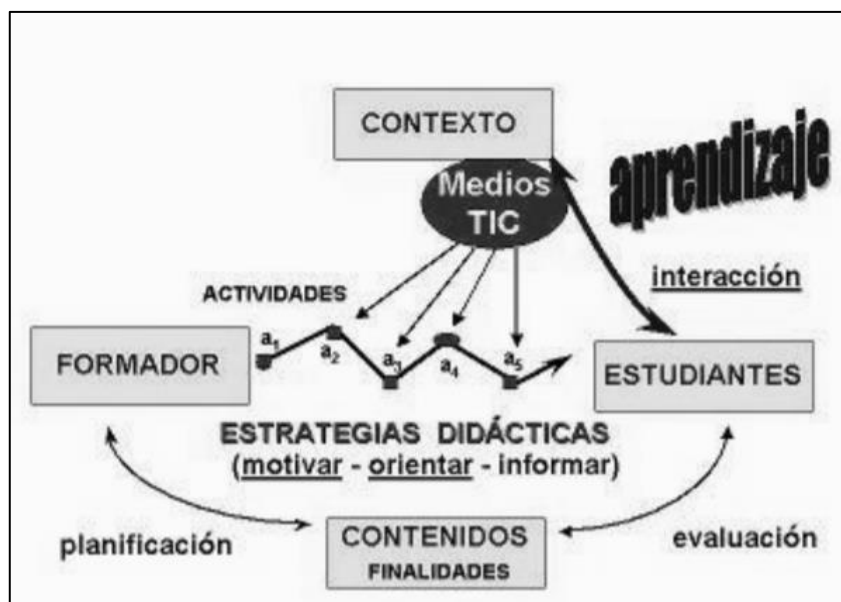 CONTEXTO
Medios
TIC
aprendizaje
interacción
ACTIVIDADES
a1
a2
a3
a4
a5
FORMADOR
ESTUDIANTES
ESTRATEGIAS DIDÁCTICAS
(motivar - orientar - informar)
planificación
CONTENIDOS
FINALIDADES
evaluación